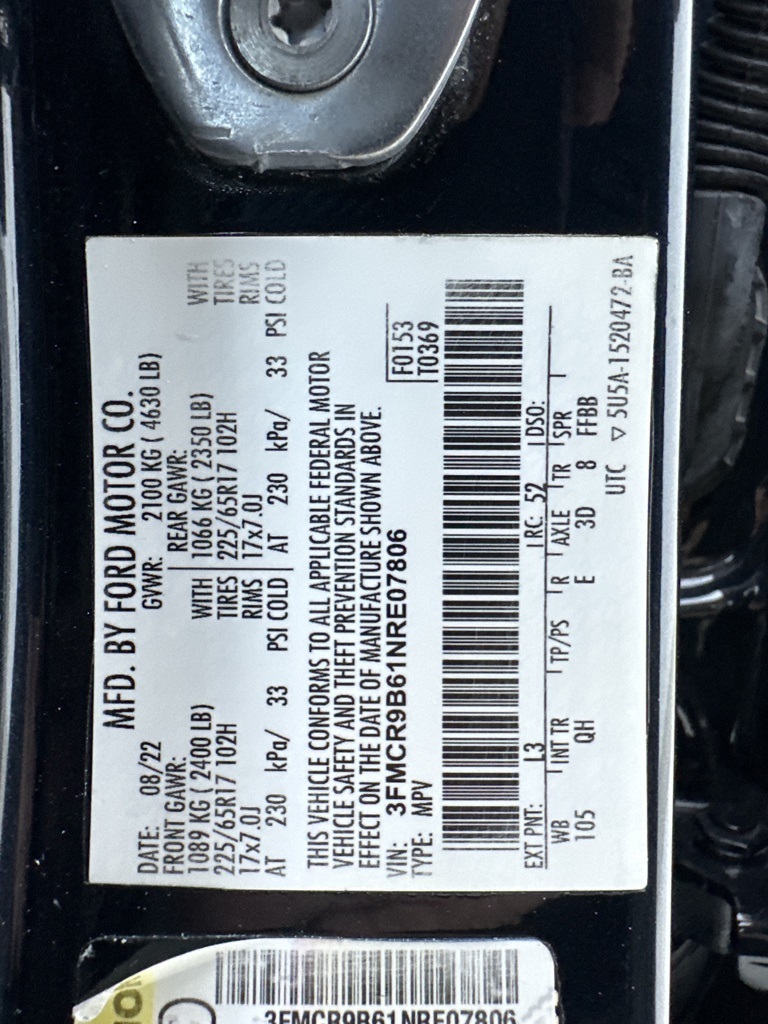 MFD. BY FORD MOTOR CO.
DATE: 08/22 GVWR: 2100 KG ( 4630 LB)
FRONT GAWR: REAR GAWR:
1089 KG ( 2400 LB) WITH 1066 KG ( 2350 LB) WITH
225/65R17 102H TIRES 225/65R17 102H TIRES
17x7.0J RIMS 17x7.0J RIMS
AT 230 kPa/ 33 PSI COLD AT 230 kPa/ 33 PSI COLD
THIS VEHICLE CONFORMS TO ALL APPLICABLE FEDERAL MOTOR
VEHICLE SAFETY AND THEFT PREVENTION STANDARDS IN
EFFECT ON THE DATE OF MANUFACTURE SHOWN ABOVE.
VIN: 3FMCR9B61NRE07806 F0153
TYPE: MPV T0369
EXT PNT: L3 RC: 52 DSO:
WB INT TR TP/PS R AXLE TR SPR
105 QH E 3D 8 FFBB
UTC ▽ 5U5A-1520472-BA
3FMCR9B61NRE07806